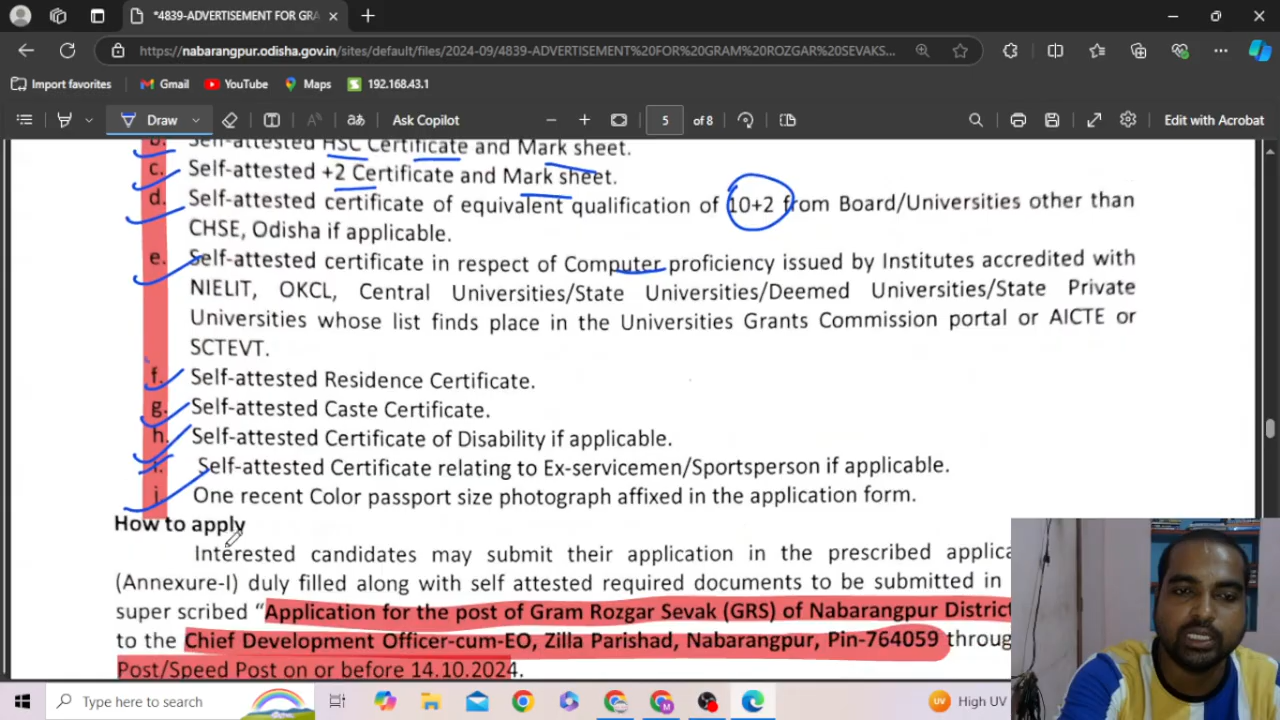 *4839-ADVERTISEMENT FOR GRA
https://nabarangpur.odisha.gov.in/sites/default/files/2024-09/4839-ADVERTISEMENT%20FOR%20GRAM%20ROZGAR%20SEVAKS...
Import favorites Gmail YouTube Maps 192.168.43.1
Draw Ask Copilot 5 of 8 Edit with Acrobat
b. Self-attested HSC Certificate and Mark sheet.
c. Self-attested +2 Certificate and Mark sheet.
d. Self-attested certificate of equivalent qualification of 10+2 from Board/Universities other than
CHSE, Odisha if applicable.
e. Self-attested certificate in respect of Computer proficiency issued by Institutes accredited with
NIELIT, OKCL, Central Universities/State Universities/Deemed Universities/State Private
Universities whose list finds place in the Universities Grants Commission portal or AICTE or
SCTEVT.
f. Self-attested Residence Certificate.
g. Self-attested Caste Certificate.
h. Self-attested Certificate of Disability if applicable.
i. Self-attested Certificate relating to Ex-servicemen/Sportsperson if applicable.
j. One recent Color passport size photograph affixed in the application form.
How to apply
Interested candidates may submit their application in the prescribed applica
(Annexure-I) duly filled along with self attested required documents to be submitted in
super scribed “Application for the post of Gram Rozgar Sevak (GRS) of Nabarangpur District
to the Chief Development Officer-cum-EO, Zilla Parishad, Nabarangpur, Pin-764059 throug
Post/Speed Post on or before 14.10.2024.
Type here to search High UV